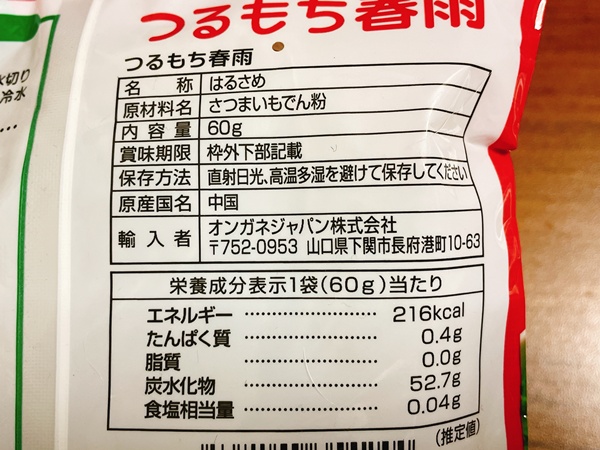 つるもち春雨
水切り
冷水
…
つるもち春雨
名称 はるさめ
原材料名 さつまいもでん粉
内容量 60g
賞味期限 枠外下部記載
保存方法 直射日光、高温多湿を避けて保存してください
原産国名 中国
輸入者 オンガネジャパン株式会社
〒752-0953 山口県下関市長府港町10-63
栄養成分表示1袋(60g)当たり
エネルギー ………………… 216kcal
たんぱく質 ………………… 0.4g
脂質 ………………… 0.0g
炭水化物 ………………… 52.7g
食塩相当量 ………………… 0.04g
(推定値)